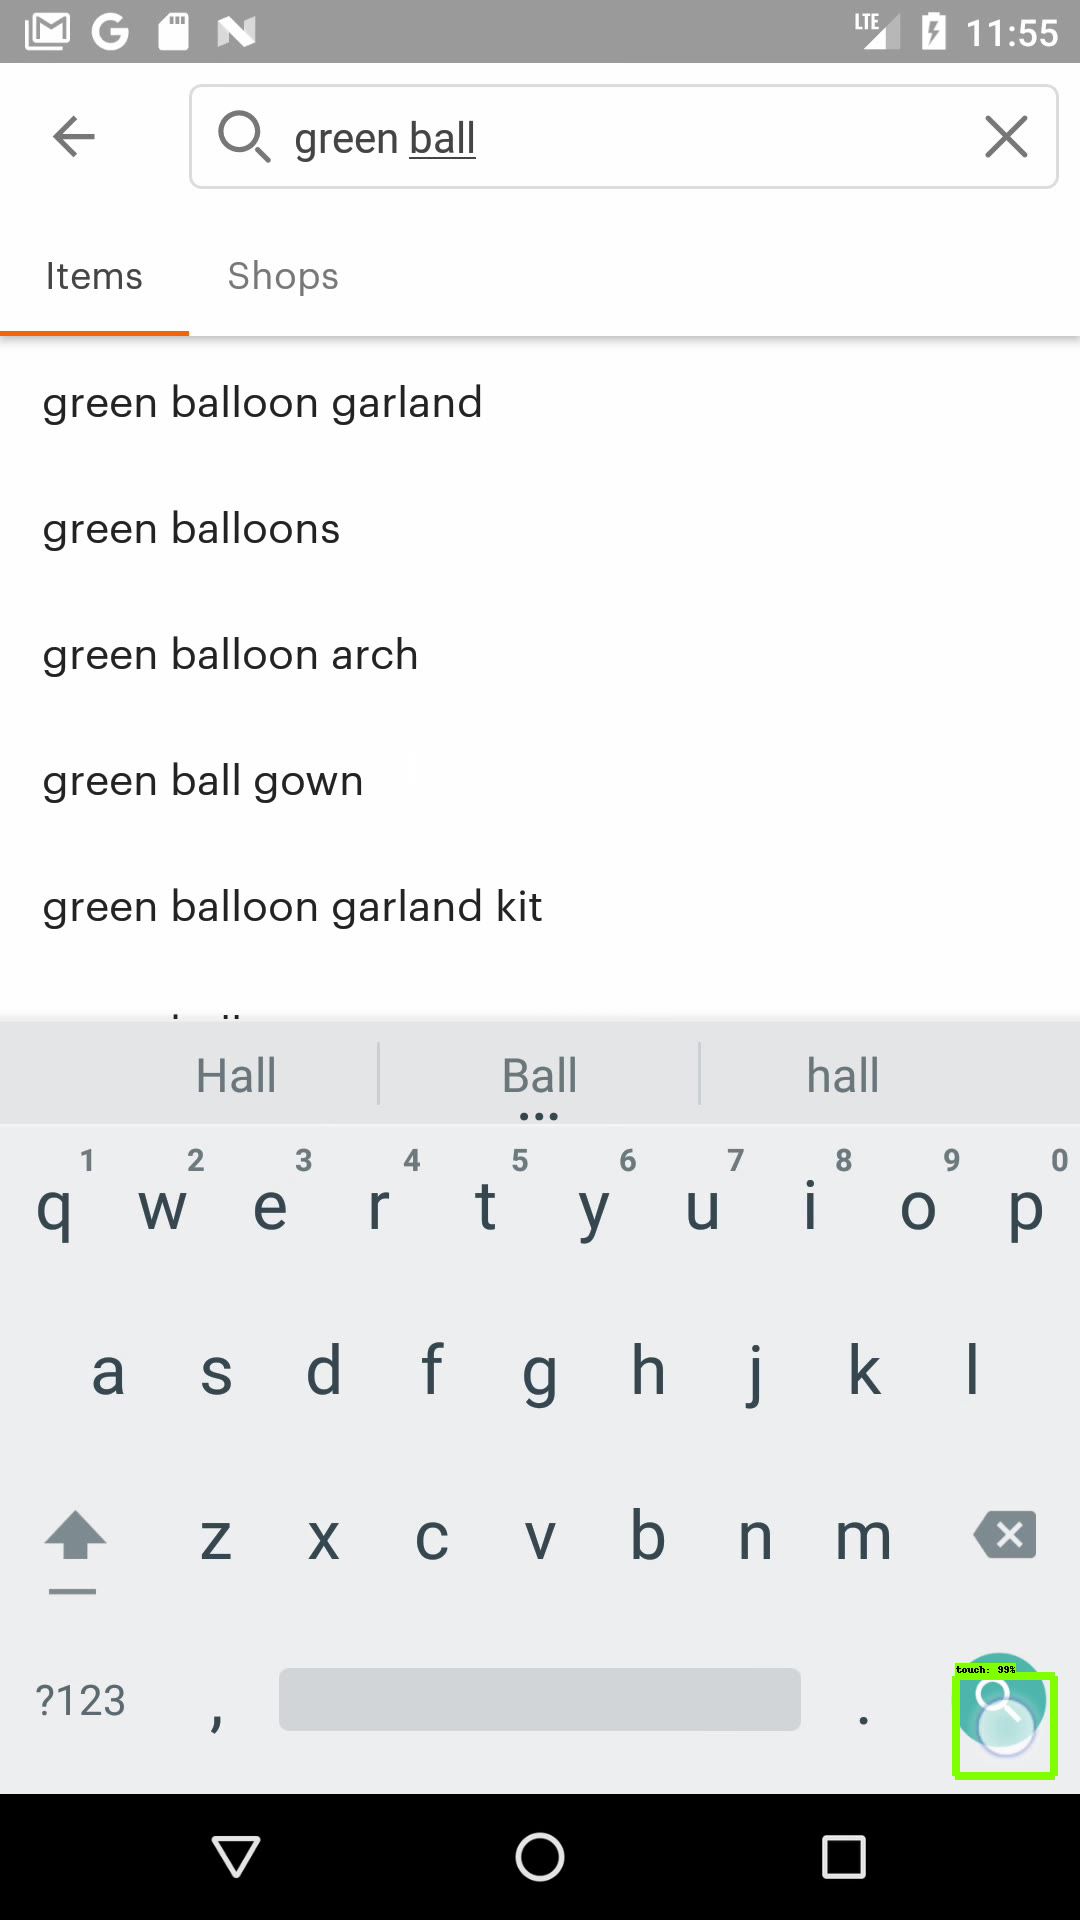 LTE 11:55
green ball
Items Shops
green balloon garland
green balloons
green balloon arch
green ball gown
green balloon garland kit
Hall Ball hall
1 2 3 4 5 6 7 8 9 0
q w e r t y u i o p
a s d f g h j k l
z x c v b n m
touch: 99%
?123 , .